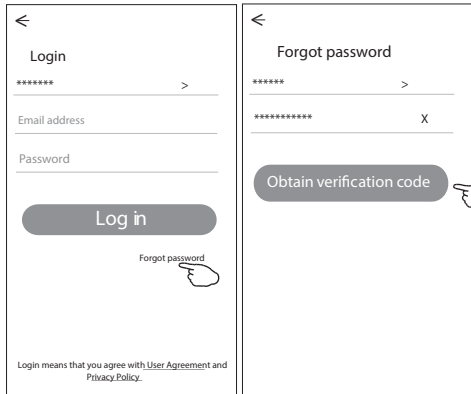 Login
******* >
Email address
Password
Log in
Forgot password
Login means that you agree with User Agreement and
Privacy Policy
Forgot password
****** >
*********** X
Obtain verification code